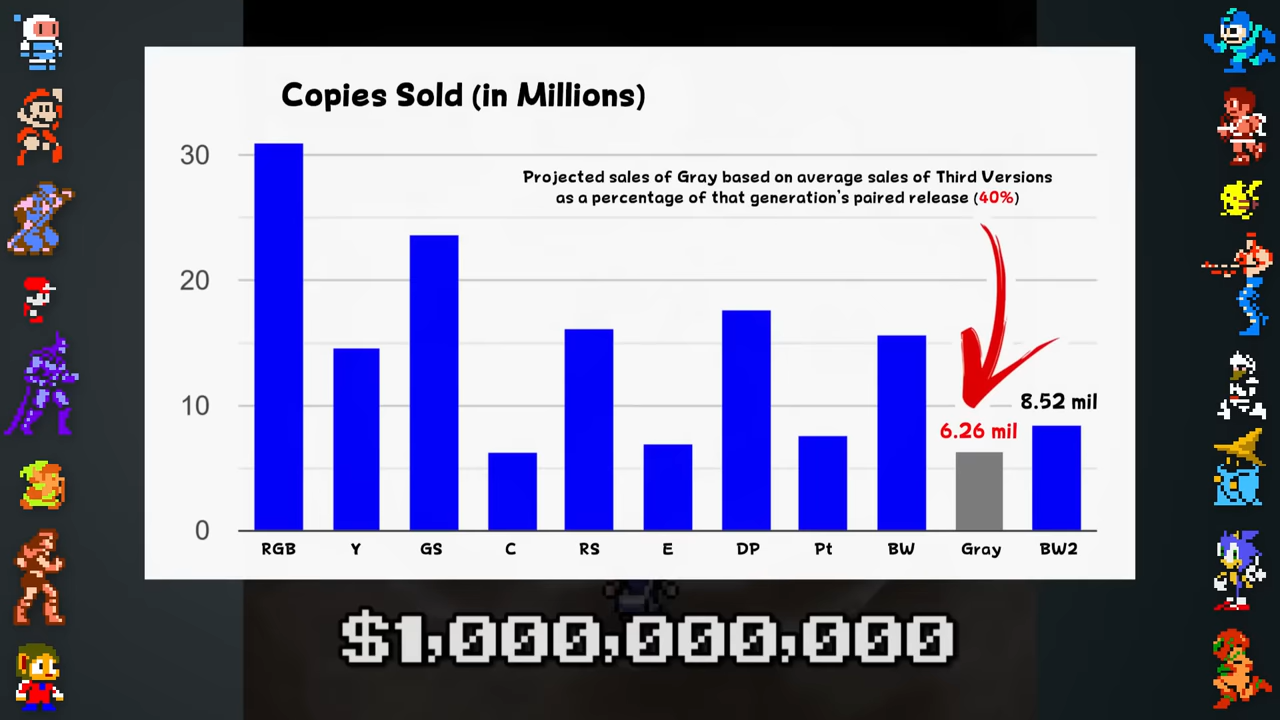 Copies Sold (in Millions)
30
Projected sales of Gray based on average sales of Third Versions
as a percentage of that generation's paired release (40%)
20
10
8.52 mil
6.26 mil
0
RGB Y GS C RS E DP Pt BW Gray BW2
$1,000,000,000